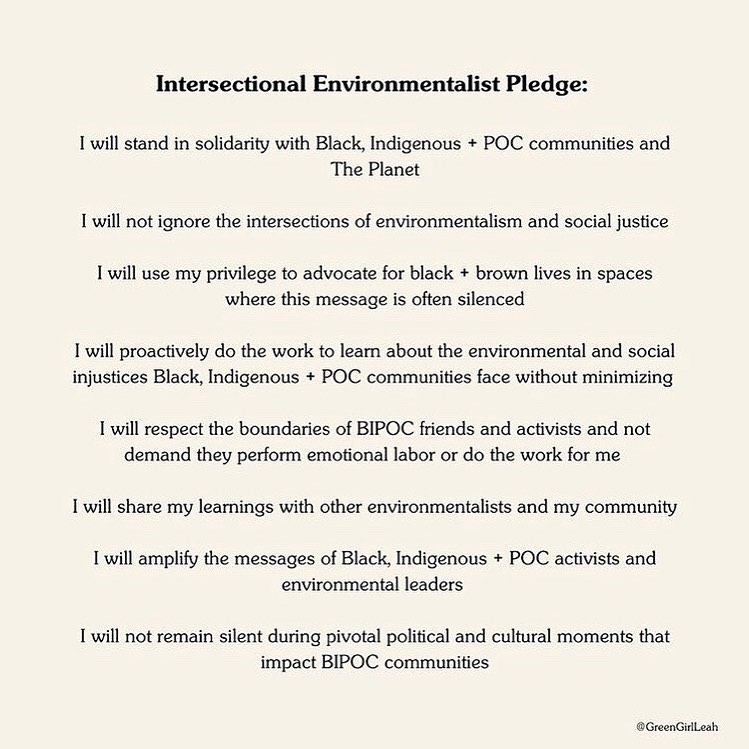 Intersectional Environmentalist Pledge:
I will stand in solidarity with Black, Indigenous + POC communities and
The Planet
I will not ignore the intersections of environmentalism and social justice
I will use my privilege to advocate for black + brown lives in spaces
where this message is often silenced
I will proactively do the work to learn about the environmental and social
injustices Black, Indigenous + POC communities face without minimizing
I will respect the boundaries of BIPOC friends and activists and not
demand they perform emotional labor or do the work for me
I will share my learnings with other environmentalists and my community
I will amplify the messages of Black, Indigenous + POC activists and
environmental leaders
I will not remain silent during pivotal political and cultural moments that
impact BIPOC communities
@GreenGirlLeah